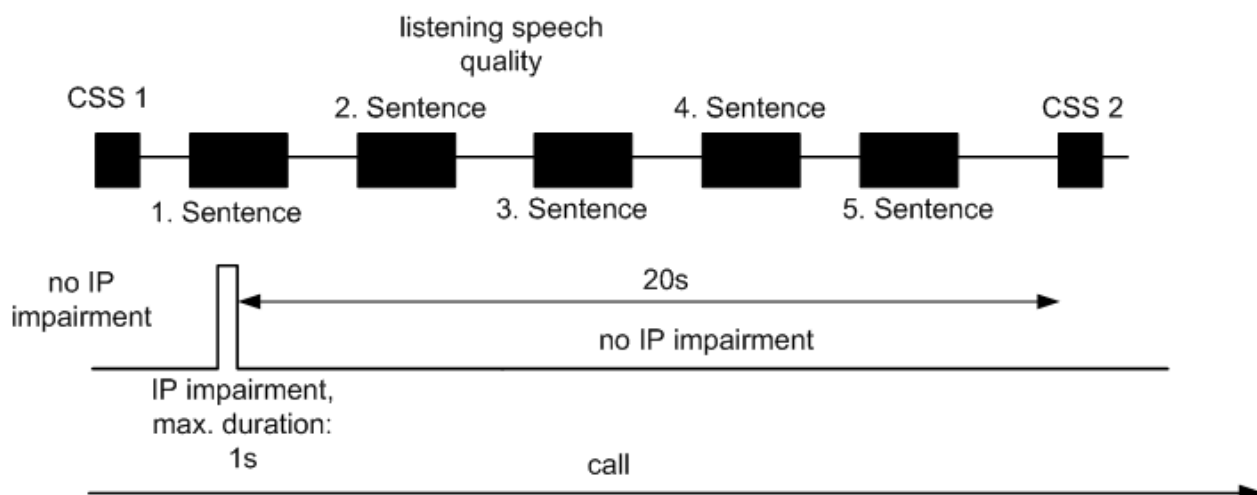 listening speech
quality
CSS 1
2. Sentence
4. Sentence
CSS 2
1. Sentence
3. Sentence
5. Sentence
no IP
impairment
20s
no IP impairment
IP impairment,
max. duration:
1s
call